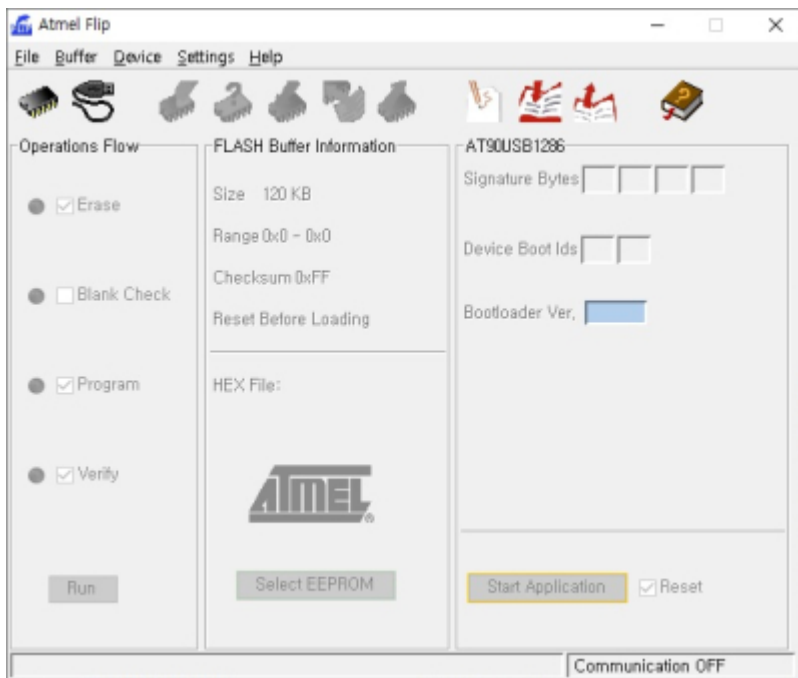 Atmel Flip
File Buffer Device Settings Help
Operations Flow
Erase
Blank Check
Program
Verify
Run
FLASH Buffer Information
Size 120 KB
Range 0x0 - 0x0
Checksum 0xFF
Reset Before Loading
HEX File:
ATMEL
Select EEPROM
AT90USB1286
Signature Bytes
Device Boot Ids
Bootloader Ver,
Start Application
Reset
Communication OFF